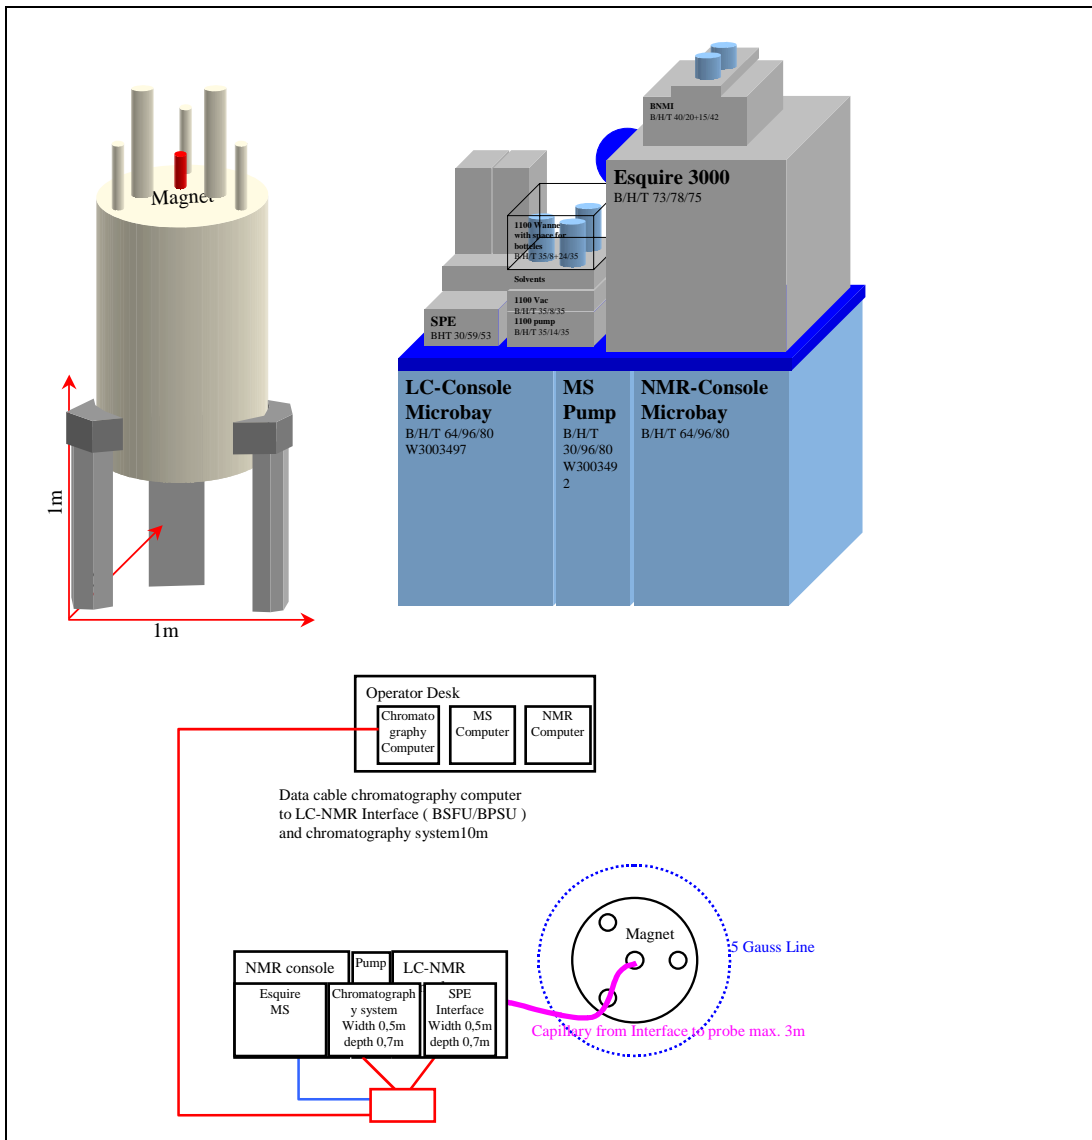 Magnet
1m
1m
BNMI
B/H/T 40/20+15/42
Esquire 3000
B/H/T 73/78/75
1100 Wanne
with space for
botteles
B/H/T 35/8+24/35
Solvents
1100 Vac
B/H/T 35/8/35
1100 pump
B/H/T 35/14/35
SPE
BHT 30/59/53
LC-Console
Microbay
B/H/T 64/96/80
W3003497
MS
Pump
B/H/T
30/96/80
W300349
2
NMR-Console
Microbay
B/H/T 64/96/80
Operator Desk
Chromato
graphy
Computer
MS
Computer
NMR
Computer
Data cable chromatography computer
to LC-NMR Interface ( BSFU/BPSU )
and chromatography system10m
Magnet
5 Gauss Line
NMR console
Pump
LC-NMR
Esquire
MS
Chromatograph
y system
Width 0,5m
depth 0,7m
SPE
Interface
Width 0,5m
depth 0,7m
Capillary from Interface to probe max. 3m